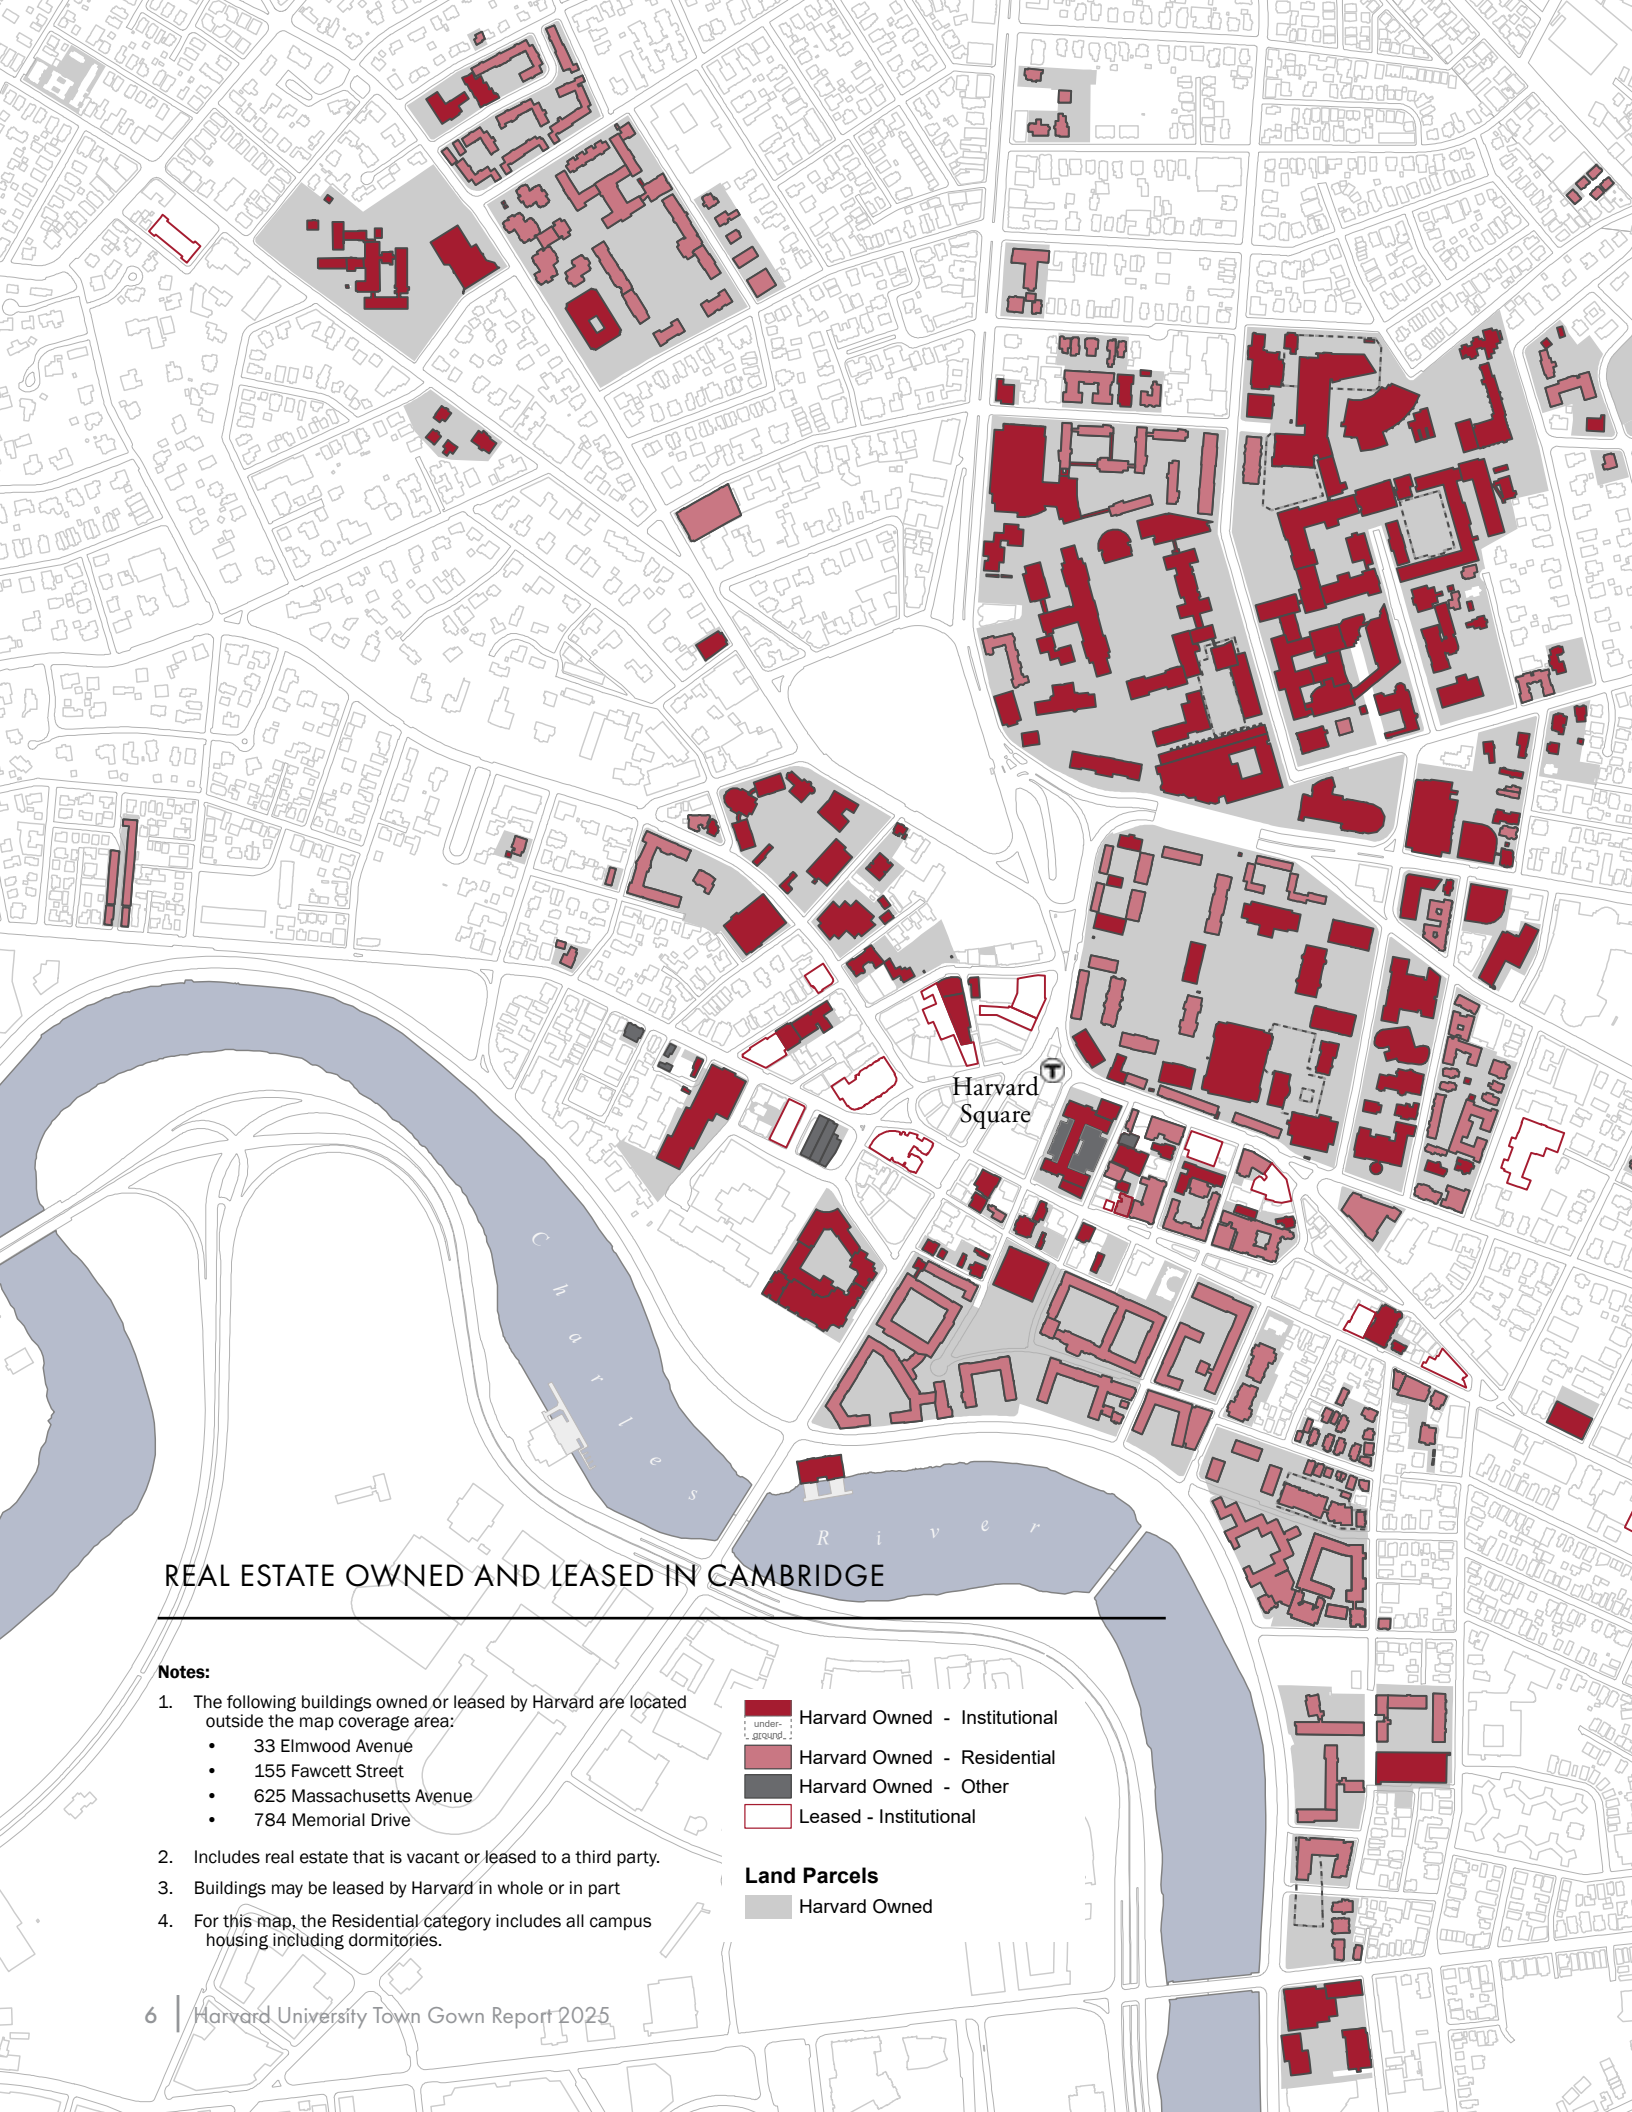 Harvard
Square
T
Charles
River
REAL ESTATE OWNED AND LEASED IN CAMBRIDGE
Notes:
1. The following buildings owned or leased by Harvard are located
outside the map coverage area:
• 33 Elmwood Avenue
• 155 Fawcett Street
• 625 Massachusetts Avenue
• 784 Memorial Drive
2. Includes real estate that is vacant or leased to a third party.
3. Buildings may be leased by Harvard in whole or in part
4. For this map, the Residential category includes all campus
housing including dormitories.
Harvard Owned - Institutional
under-
ground
Harvard Owned - Residential
Harvard Owned - Other
Leased - Institutional
Land Parcels
Harvard Owned
6 Harvard University Town Gown Report 2025